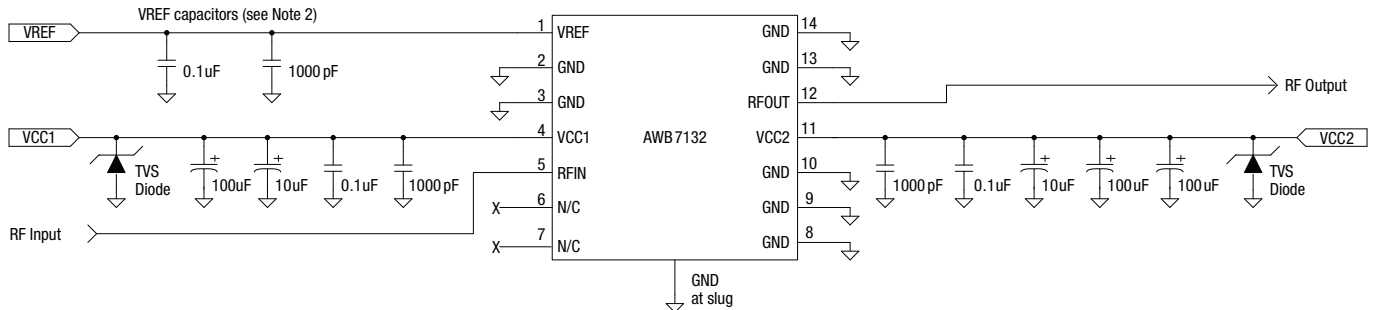 VREF capacitors (see Note 2)
VREF
0.1uF
1000 pF
1
VREF
2
GND
3
GND
VCC1
4
VCC1
TVS
Diode
100uF
10uF
0.1uF
1000 pF
5
RFIN
6
N/C
X
7
N/C
X
RF Input
AWB7132
GND
at slug
14
GND
13
GND
12
RFOUT
RF Output
11
VCC2
VCC2
10
GND
9
GND
8
GND
1000 pF
0.1uF
10uF
100uF
100uF
TVS
Diode
+
+
+
+
+